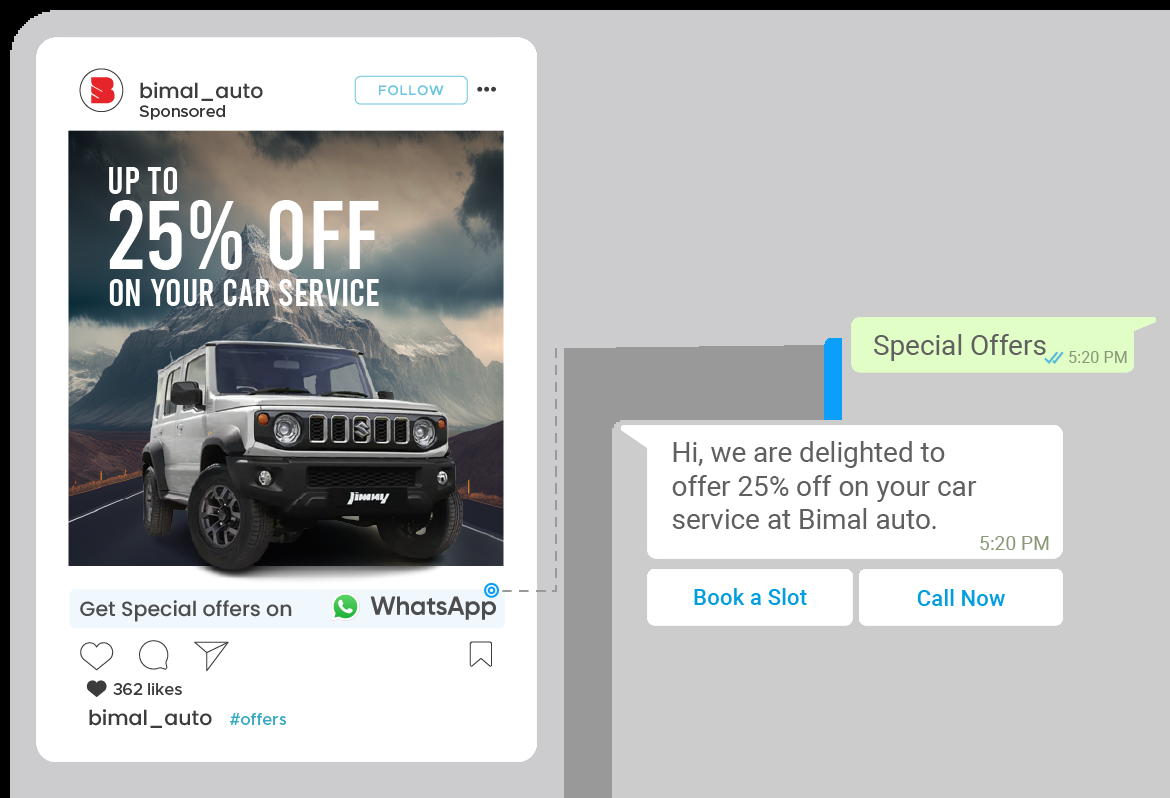 bimal_auto
FOLLOW
Sponsored
UP TO
25% OFF
ON YOUR CAR SERVICE
Jimny
Get Special offers on WhatsApp
362 likes
bimal_auto #offers
Special Offers
5:20 PM
Hi, we are delighted to
offer 25% off on your car
service at Bimal auto.
5:20 PM
Book a Slot
Call Now